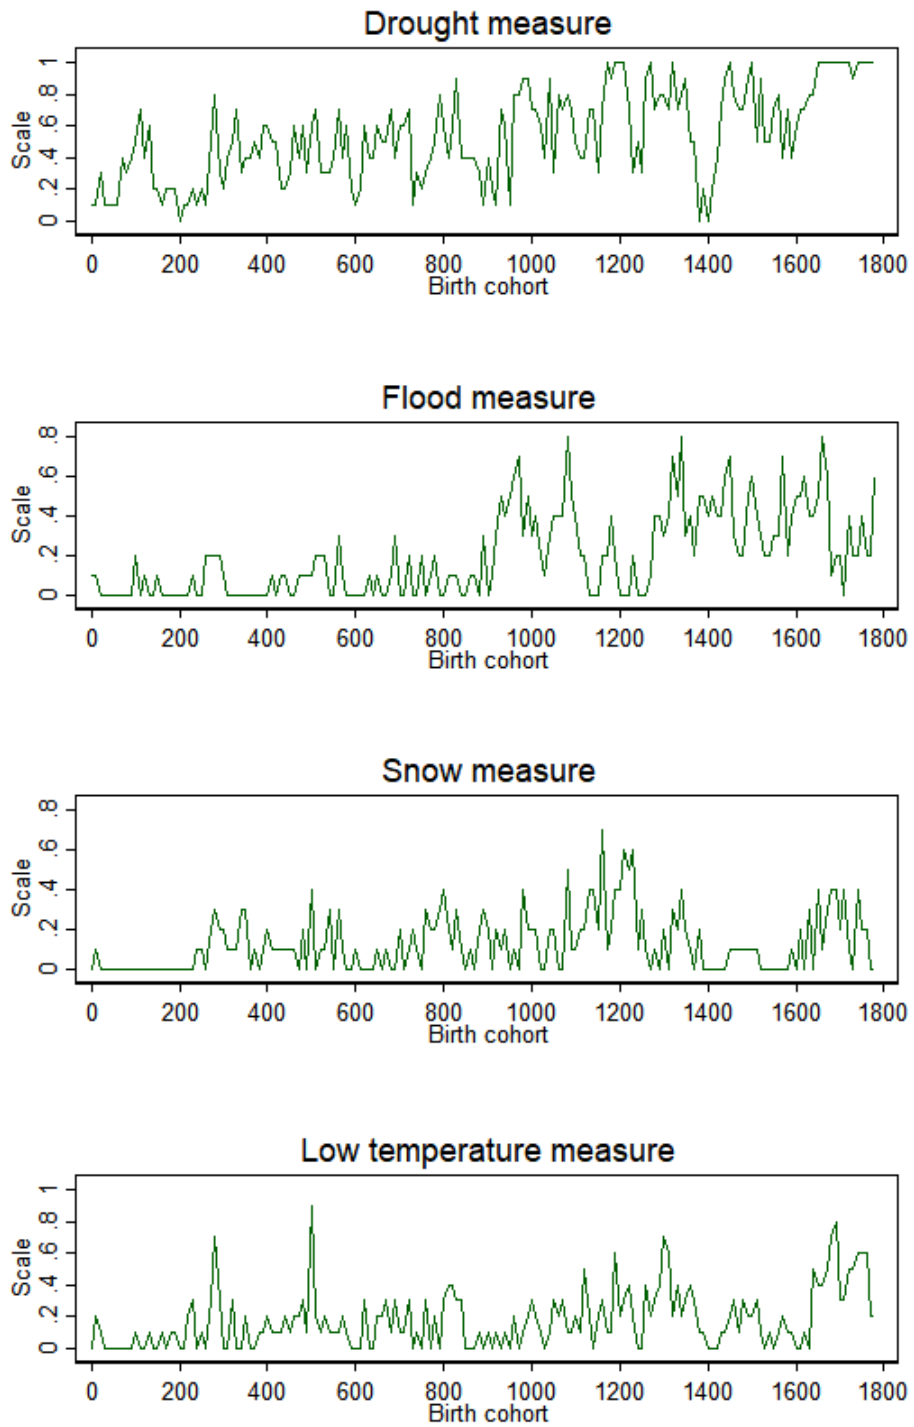 Drought measure
Scale
0 .2 .4 .6 .8 1
0 200 400 600 800 1000 1200 1400 1600 1800
Birth cohort
Flood measure
Scale
0 .2 .4 .6 .8
0 200 400 600 800 1000 1200 1400 1600 1800
Birth cohort
Snow measure
Scale
0 .2 .4 .6 .8
0 200 400 600 800 1000 1200 1400 1600 1800
Birth cohort
Low temperature measure
Scale
0 .2 .4 .6 .8 1
0 200 400 600 800 1000 1200 1400 1600 1800
Birth cohort